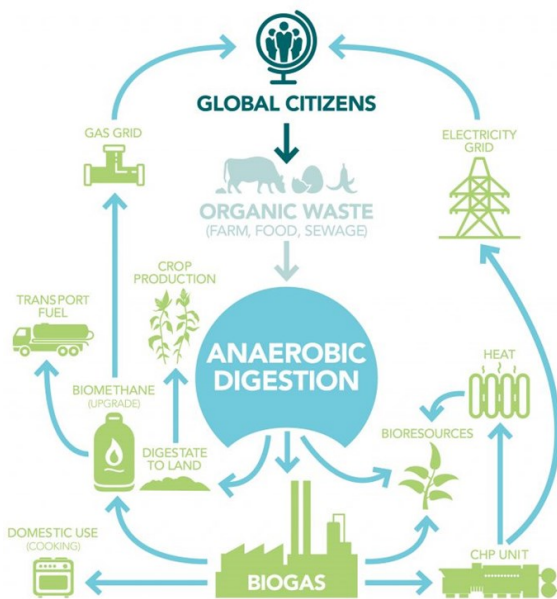 GLOBAL CITIZENS
GAS GRID
ELECTRICITY
GRID
ORGANIC WASTE
(FARM, FOOD, SEWAGE)
CROP
PRODUCTION
TRANSPORT
FUEL
ANAEROBIC
DIGESTION
HEAT
BIOMETHANE
(UPGRADE)
BIORESOURCES
DIGESTATE
TO LAND
DOMESTIC USE
(COOKING)
BIOGAS
CHP UNIT